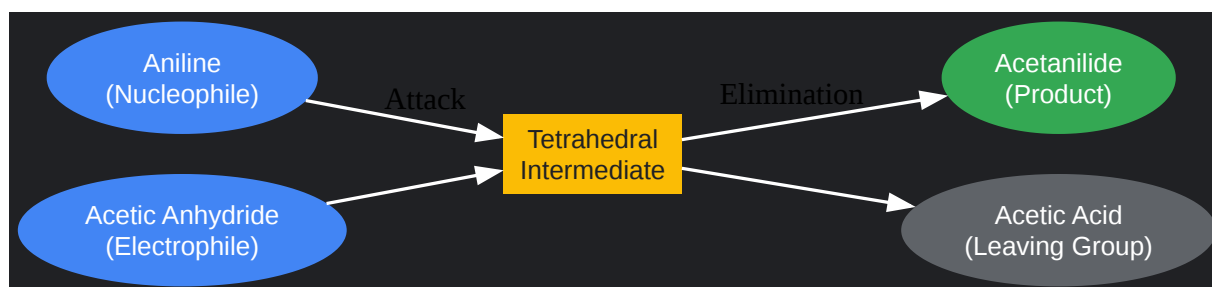 Aniline
(Nucleophile)
Attack
Acetic Anhydride
(Electrophile)
Tetrahedral
Intermediate
Elimination
Acetanilide
(Product)
Acetic Acid
(Leaving Group)